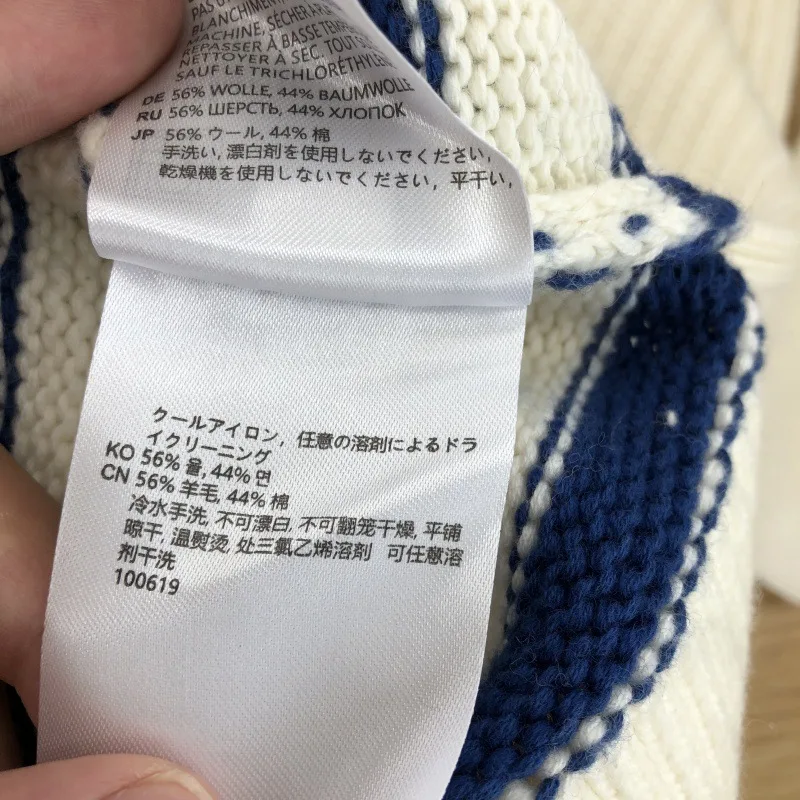 PAS
BLANCHIMENT
MACHINE, SÉCHER À
REPASSER À BASSE
NETTOYER À SEC, TOUT
SAUF LE TRICHLORÉTHYLÈNE
DE 56% WOLLE, 44% BAUMWOLLE
RU 56% ШЕРСТЬ, 44% ХЛОПОК
JP 56% ウール, 44% 棉
手洗い, 漂白剤を使用しないでください,
乾燥機を使用しないでください, 平干い,
クールアイロン, 任意の溶剤によるドラ
イクリーニング
KO 56% 울, 44% 면
CN 56% 羊毛, 44% 棉
冷水手洗, 不可漂白, 不可翻笼干燥, 平铺
晾干, 温熨烫, 处三氯乙烯溶剤 可任意溶
剂干洗
100619